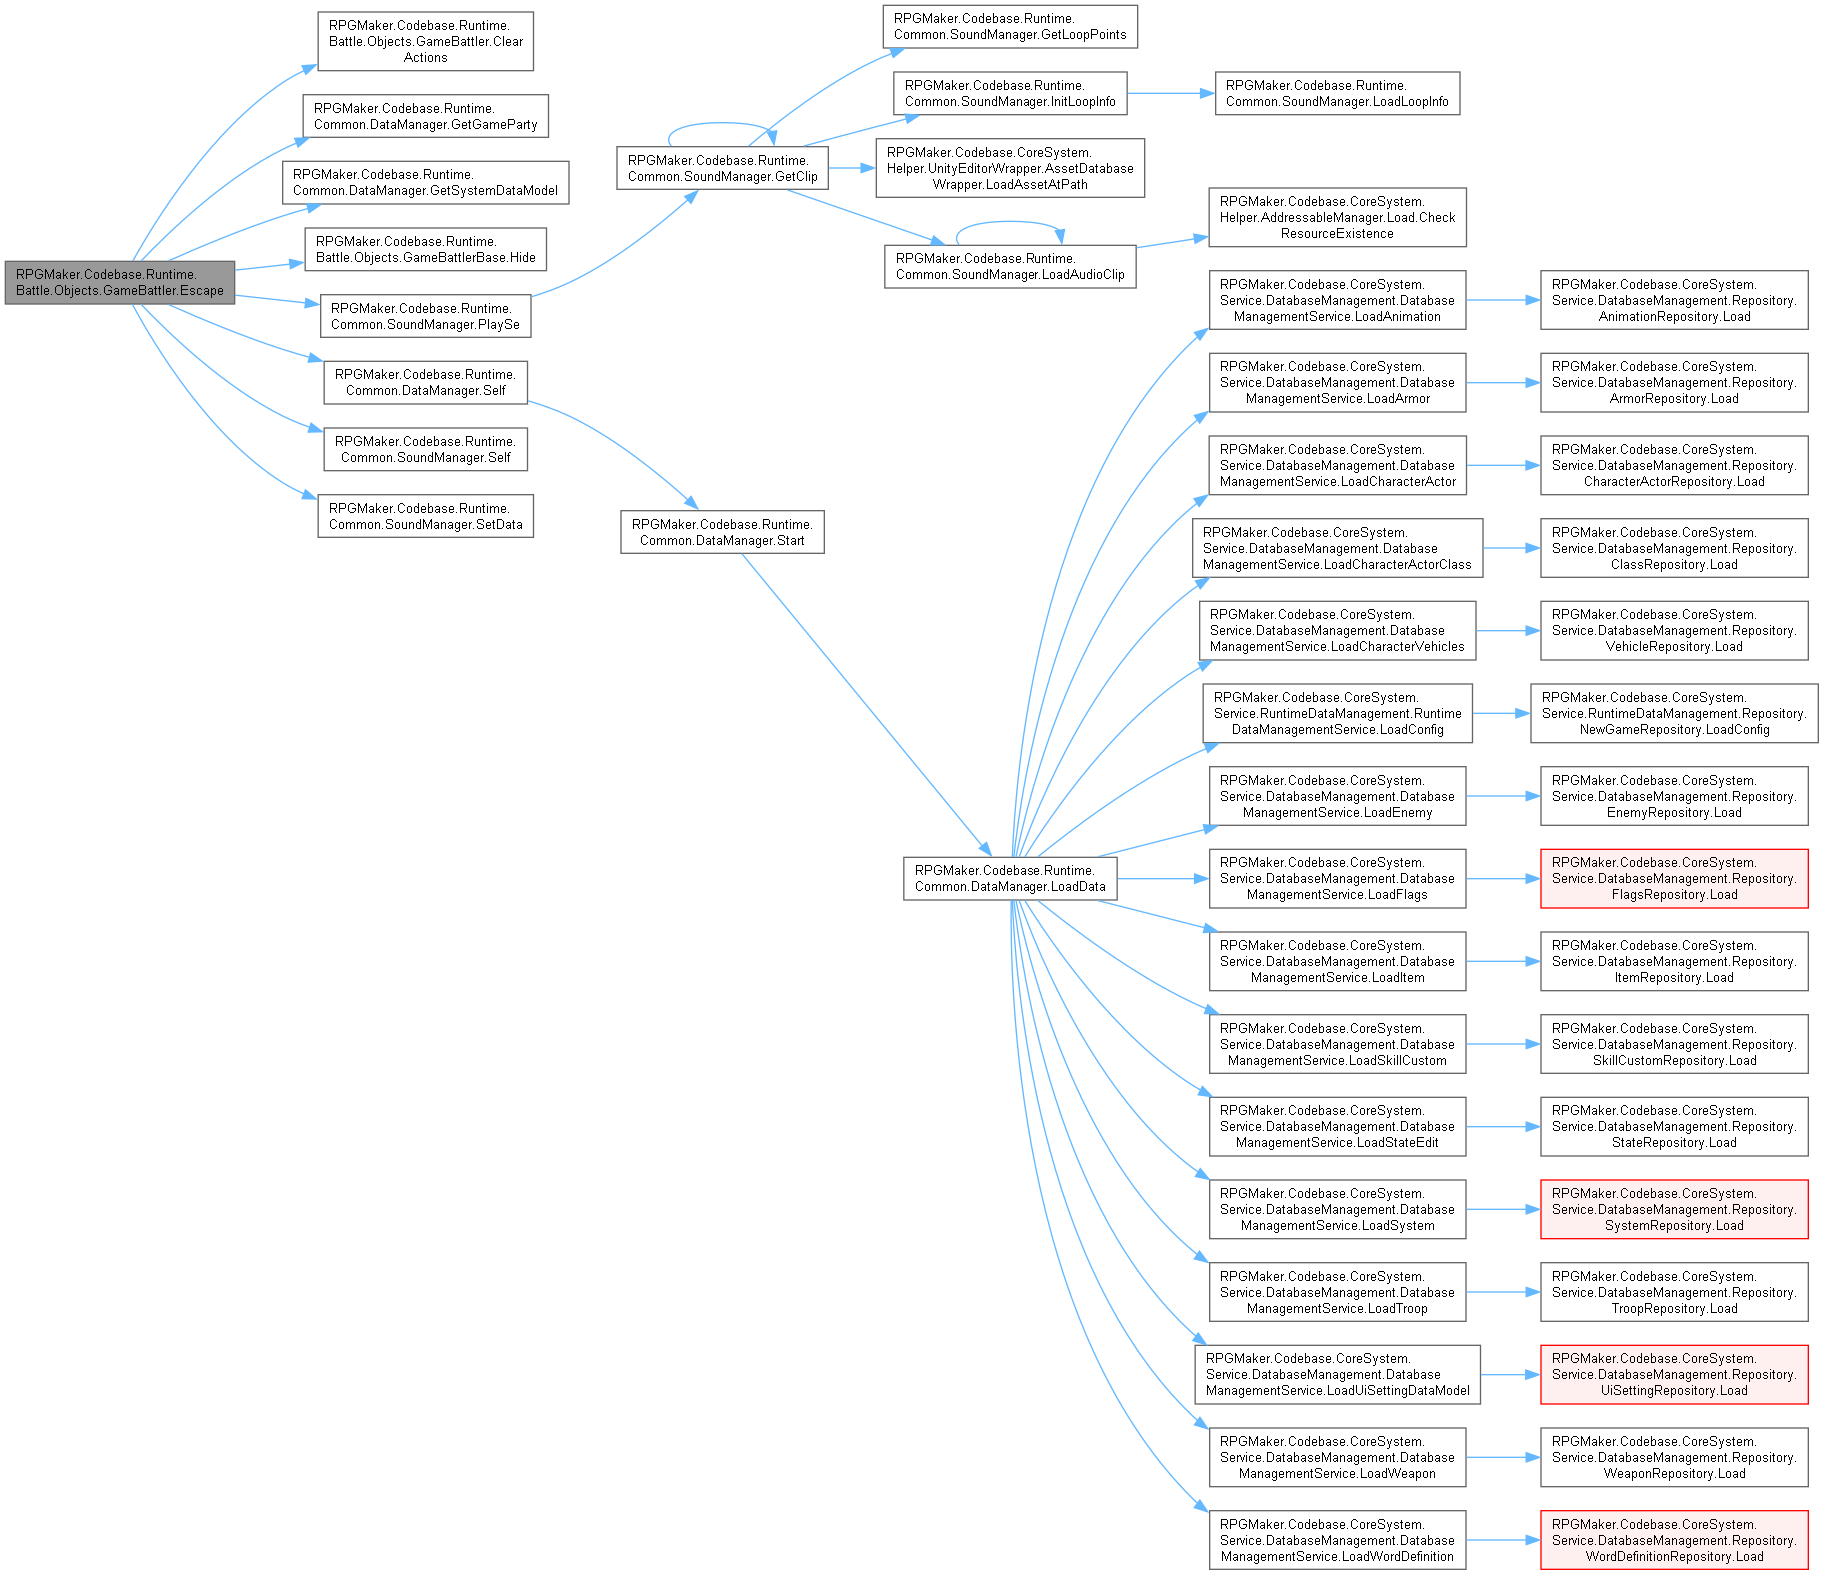 RPGMaker.Codebase.Runtime.
Battle.Objects.GameBattler.Escape
RPGMaker.Codebase.Runtime.
Battle.Objects.GameBattler.Clear
Actions
RPGMaker.Codebase.Runtime.
Common.DataManager.GetGameParty
RPGMaker.Codebase.Runtime.
Common.DataManager.GetSystemDataModel
RPGMaker.Codebase.Runtime.
Battle.Objects.GameBattlerBase.Hide
RPGMaker.Codebase.Runtime.
Common.SoundManager.PlaySe
RPGMaker.Codebase.Runtime.
Common.DataManager.Self
RPGMaker.Codebase.Runtime.
Common.SoundManager.Self
RPGMaker.Codebase.Runtime.
Common.SoundManager.SetData
RPGMaker.Codebase.Runtime.
Common.SoundManager.GetClip
RPGMaker.Codebase.Runtime.
Common.DataManager.Start
RPGMaker.Codebase.Runtime.
Common.SoundManager.GetLoopPoints
RPGMaker.Codebase.Runtime.
Common.SoundManager.InitLoopInfo
RPGMaker.Codebase.CoreSystem.
Helper.UnityEditorWrapper.AssetDatabase
Wrapper.LoadAssetAtPath
RPGMaker.Codebase.Runtime.
Common.SoundManager.LoadAudioClip
RPGMaker.Codebase.Runtime.
Common.DataManager.LoadData
RPGMaker.Codebase.Runtime.
Common.SoundManager.LoadLoopInfo
RPGMaker.Codebase.CoreSystem.
Helper.AddressableManager.Load.Check
ResourceExistence
RPGMaker.Codebase.CoreSystem.
Service.DatabaseManagement.Database
ManagementService.LoadAnimation
RPGMaker.Codebase.CoreSystem.
Service.DatabaseManagement.Repository.
AnimationRepository.Load
RPGMaker.Codebase.CoreSystem.
Service.DatabaseManagement.Database
ManagementService.LoadArmor
RPGMaker.Codebase.CoreSystem.
Service.DatabaseManagement.Repository.
ArmorRepository.Load
RPGMaker.Codebase.CoreSystem.
Service.DatabaseManagement.Database
ManagementService.LoadCharacterActor
RPGMaker.Codebase.CoreSystem.
Service.DatabaseManagement.Repository.
CharacterActorRepository.Load
RPGMaker.Codebase.CoreSystem.
Service.DatabaseManagement.Database
ManagementService.LoadCharacterActorClass
RPGMaker.Codebase.CoreSystem.
Service.DatabaseManagement.Repository.
ClassRepository.Load
RPGMaker.Codebase.CoreSystem.
Service.DatabaseManagement.Database
ManagementService.LoadCharacterVehicles
RPGMaker.Codebase.CoreSystem.
Service.DatabaseManagement.Repository.
VehicleRepository.Load
RPGMaker.Codebase.CoreSystem.
Service.RuntimeDataManagement.Runtime
DataManagementService.LoadConfig
RPGMaker.Codebase.CoreSystem.
Service.RuntimeDataManagement.Repository.
NewGameRepository.LoadConfig
RPGMaker.Codebase.CoreSystem.
Service.DatabaseManagement.Database
ManagementService.LoadEnemy
RPGMaker.Codebase.CoreSystem.
Service.DatabaseManagement.Repository.
EnemyRepository.Load
RPGMaker.Codebase.CoreSystem.
Service.DatabaseManagement.Database
ManagementService.LoadFlags
RPGMaker.Codebase.CoreSystem.
Service.DatabaseManagement.Repository.
FlagsRepository.Load
RPGMaker.Codebase.CoreSystem.
Service.DatabaseManagement.Database
ManagementService.LoadItem
RPGMaker.Codebase.CoreSystem.
Service.DatabaseManagement.Repository.
ItemRepository.Load
RPGMaker.Codebase.CoreSystem.
Service.DatabaseManagement.Database
ManagementService.LoadSkillCustom
RPGMaker.Codebase.CoreSystem.
Service.DatabaseManagement.Repository.
SkillCustomRepository.Load
RPGMaker.Codebase.CoreSystem.
Service.DatabaseManagement.Database
ManagementService.LoadStateEdit
RPGMaker.Codebase.CoreSystem.
Service.DatabaseManagement.Repository.
StateRepository.Load
RPGMaker.Codebase.CoreSystem.
Service.DatabaseManagement.Database
ManagementService.LoadSystem
RPGMaker.Codebase.CoreSystem.
Service.DatabaseManagement.Repository.
SystemRepository.Load
RPGMaker.Codebase.CoreSystem.
Service.DatabaseManagement.Database
ManagementService.LoadTroop
RPGMaker.Codebase.CoreSystem.
Service.DatabaseManagement.Repository.
TroopRepository.Load
RPGMaker.Codebase.CoreSystem.
Service.DatabaseManagement.Database
ManagementService.LoadUiSettingDataModel
RPGMaker.Codebase.CoreSystem.
Service.DatabaseManagement.Repository.
UiSettingRepository.Load
RPGMaker.Codebase.CoreSystem.
Service.DatabaseManagement.Database
ManagementService.LoadWeapon
RPGMaker.Codebase.CoreSystem.
Service.DatabaseManagement.Repository.
WeaponRepository.Load
RPGMaker.Codebase.CoreSystem.
Service.DatabaseManagement.Database
ManagementService.LoadWordDefinition
RPGMaker.Codebase.CoreSystem.
Service.DatabaseManagement.Repository.
WordDefinitionRepository.Load